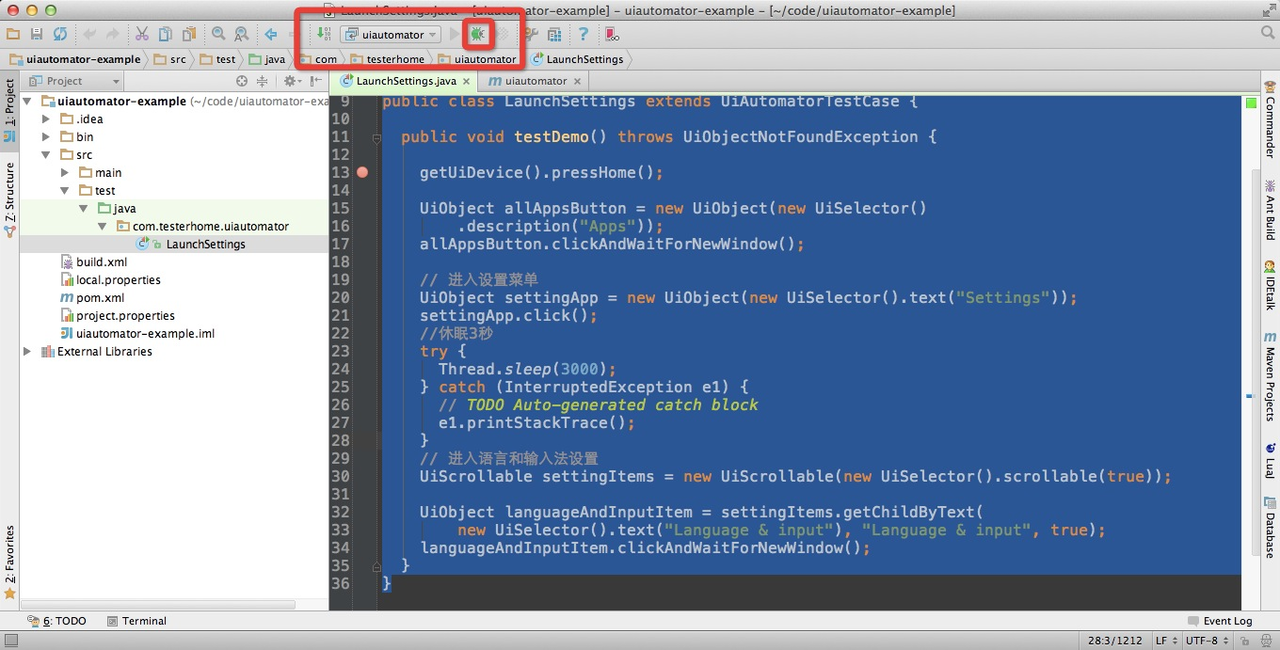 LaunchSettings.java - [uiautomator-example] - uiautomator-example - [~/code/uiautomator-example]
uiautomator
uiautomator-example
src
test
java
com
testerhome
uiautomator
LaunchSettings
Project
LaunchSettings.java
m uiautomator
1: Project
Z: Structure
2: Favorites
uiautomator-example (~/code/uiautomator-exa
.idea
bin
src
main
test
java
com.testerhome.uiautomator
LaunchSettings
build.xml
local.properties
m pom.xml
project.properties
uiautomator-example.iml
External Libraries
9 public class LaunchSettings extends UiAutomatorTestCase {
10
11 public void testDemo() throws UiObjectNotFoundException {
12
13 getUiDevice().pressHome();
14
15 UiObject allAppsButton = new UiObject(new UiSelector()
16 .description("Apps"));
17 allAppsButton.clickAndWaitForNewWindow();
18
19 // 进入设置菜单
20 UiObject settingApp = new UiObject(new UiSelector().text("Settings"));
21 settingApp.click();
22 //休眠3秒
23 try {
24 Thread.sleep(3000);
25 } catch (InterruptedException e1) {
26 // TODO Auto-generated catch block
27 e1.printStackTrace();
28 }
29 // 进入语言和输入法设置
30 UiScrollable settingItems = new UiScrollable(new UiSelector().scrollable(true));
31
32 UiObject languageAndInputItem = settingItems.getChildByText(
33 new UiSelector().text("Language & input"), "Language & input", true);
34 languageAndInputItem.clickAndWaitForNewWindow();
35 }
36 }
Commander
Ant Build
IDEtalk
m Maven Projects
Lua
Database
6: TODO
Terminal
Event Log
28:3/1212
LF
UTF-8